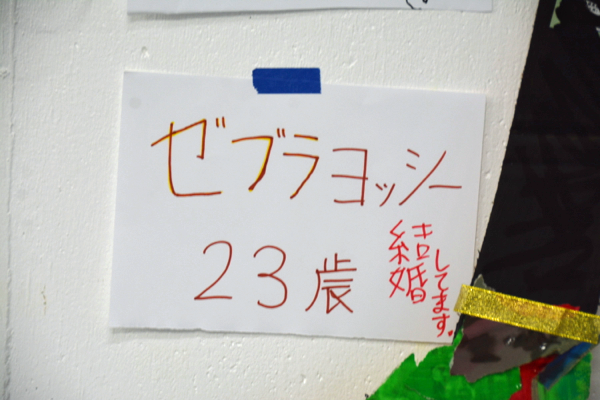 ゼブラヨッシー
23歳
結婚
してます。